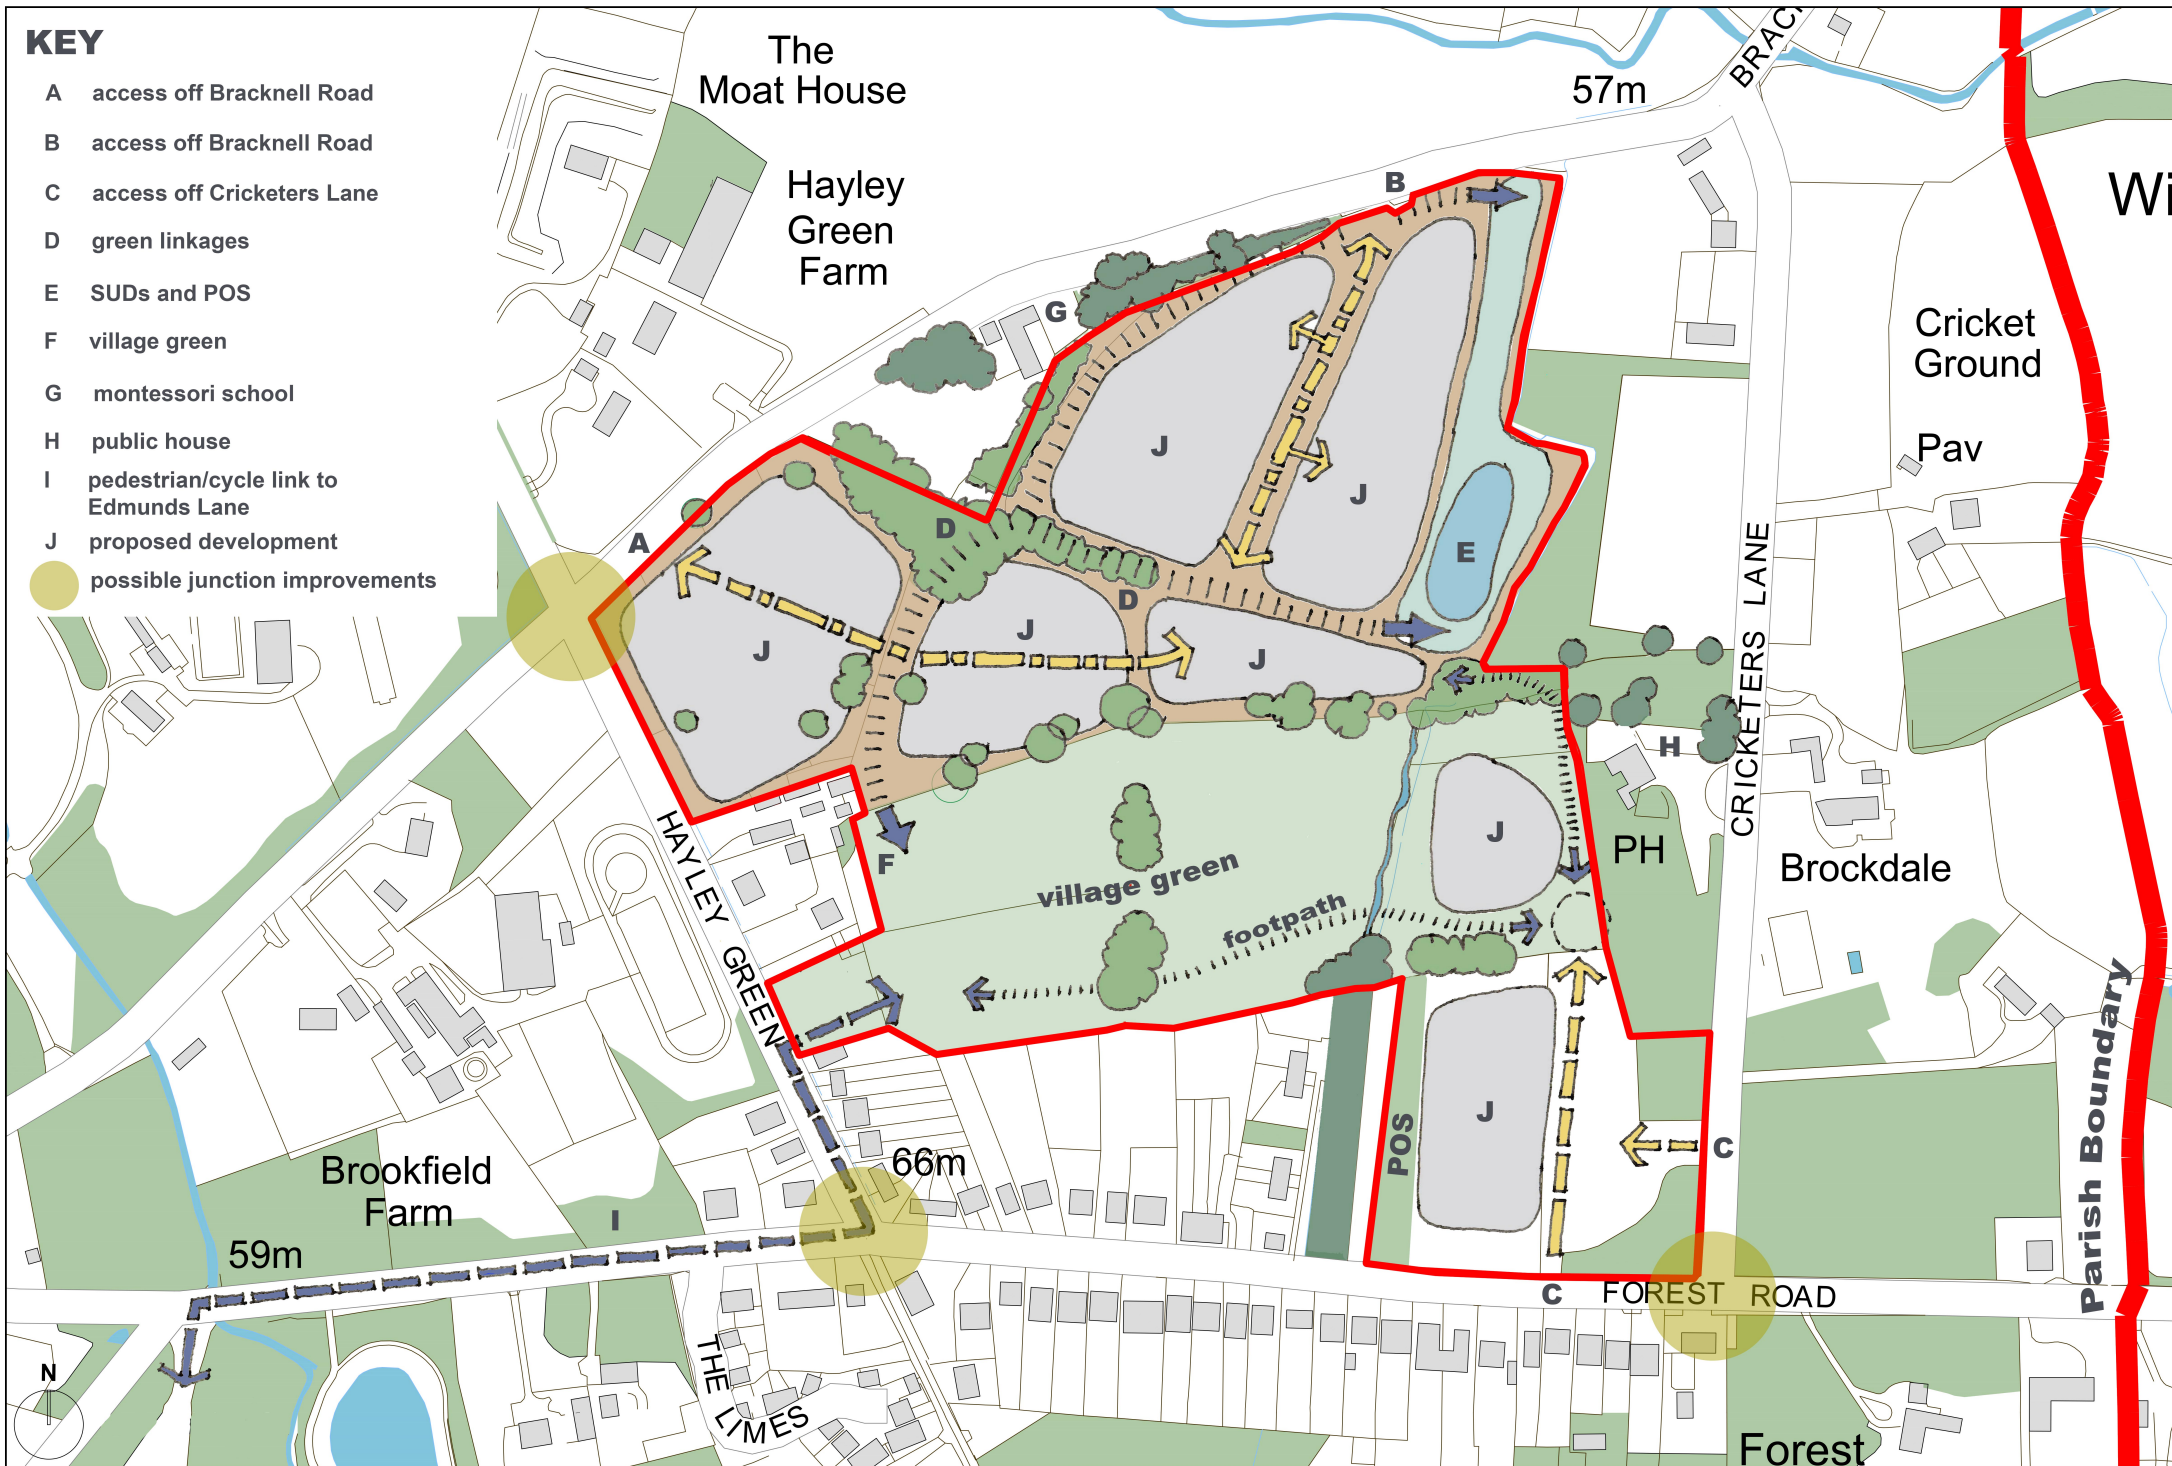 KEY
A access off Bracknell Road
B access off Bracknell Road
C access off Cricketers Lane
D green linkages
E SUDs and POS
F village green
G montessori school
H public house
I pedestrian/cycle link to
Edmunds Lane
J proposed development
possible junction improvements
The
Moat House
57m
BRAC
Hayley
Green
Farm
B
Wi
G
Cricket
Ground
J
Pav
J
D
A
E
D
J
J
J
CRICKETERS LANE
H
J
PH
HAYLEY GREEN
F
village green
Brockdale
footpath
Parish Boundary
J
POS
C
66m
Brookfield
Farm
I
59m
C
FOREST ROAD
THE LIMES
N
Forest